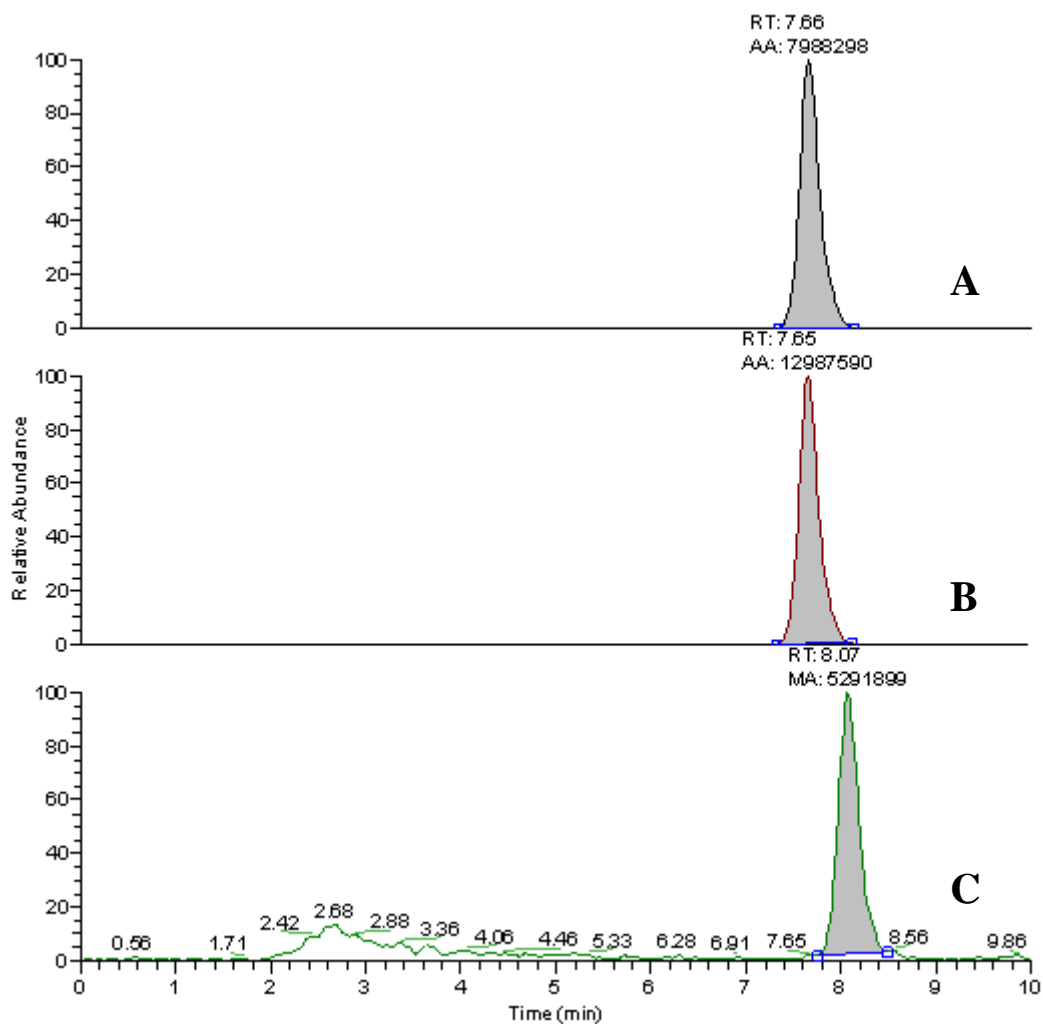 RT: 7.66
AA: 7988298
100
80
60
40
20
0
A
RT: 7.65
AA: 12987590
100
80
60
40
20
0
B
Relative Abundance
RT: 8.07
MA: 5291899
100
80
60
40
20
0
C
0.56 1.71 2.42 2.68 2.88 3.36 4.06 4.46 5.33 6.28 6.91 7.65 8.56 9.86
0 1 2 3 4 5 6 7 8 9 10
Time (min)